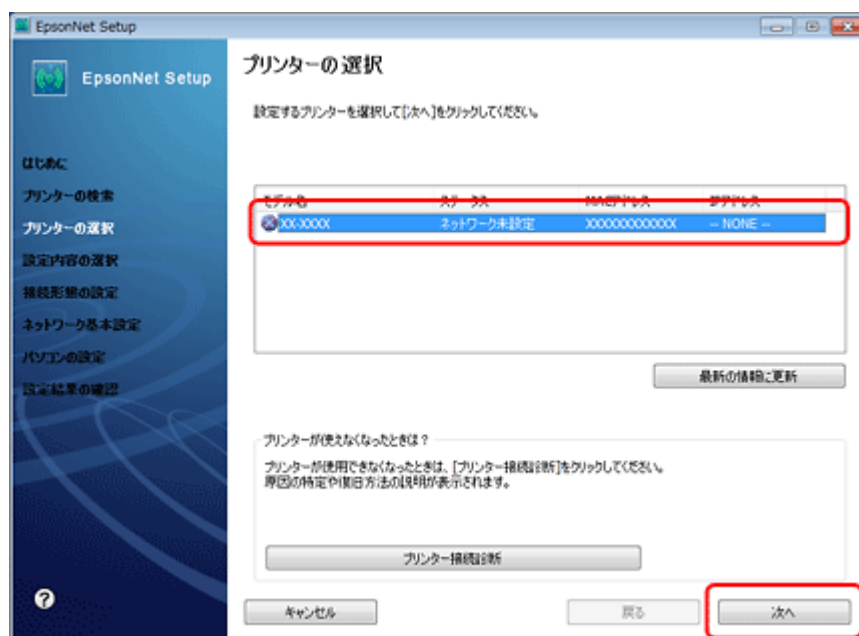 EpsonNet Setup
EpsonNet Setup
はじめに
プリンターの検索
プリンターの選択
設定内容の選択
接続形態の設定
ネットワーク基本設定
パソコンの設定
設定結果の確認
プリンターの選択
設定するプリンターを選択して[次へ]をクリックしてください。
モデル名 ステータス MACアドレス IPアドレス
XX-XXXX ネットワーク未設定 XXXXXXXXXXXX -- NONE --
最新の情報に更新
プリンターが使えなくなったときは？
プリンターが使用できなくなったときは、[プリンター接続診断]をクリックしてください。
原因の特定や復旧方法の説明が表示されます。
プリンター接続診断
キャンセル 戻る 次へ